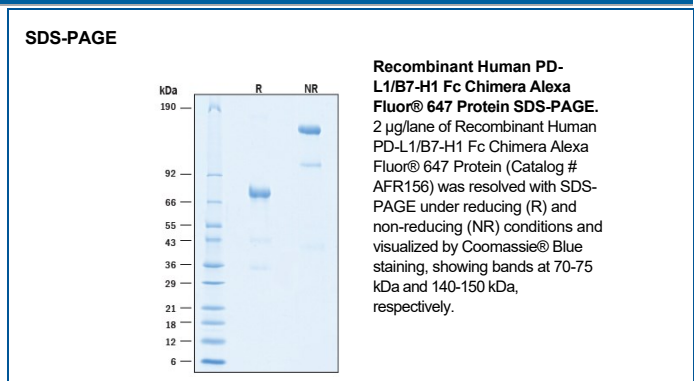 SDS-PAGE
kDa R NR
190
92
66
55
43
36
29
21
18
12
6
Recombinant Human PD-
L1/B7-H1 Fc Chimera Alexa
Fluor® 647 Protein SDS-PAGE.
2 µg/lane of Recombinant Human
PD-L1/B7-H1 Fc Chimera Alexa
Fluor® 647 Protein (Catalog #
AFR156) was resolved with SDS-
PAGE under reducing (R) and
non-reducing (NR) conditions and
visualized by Coomassie® Blue
staining, showing bands at 70-75
kDa and 140-150 kDa,
respectively.